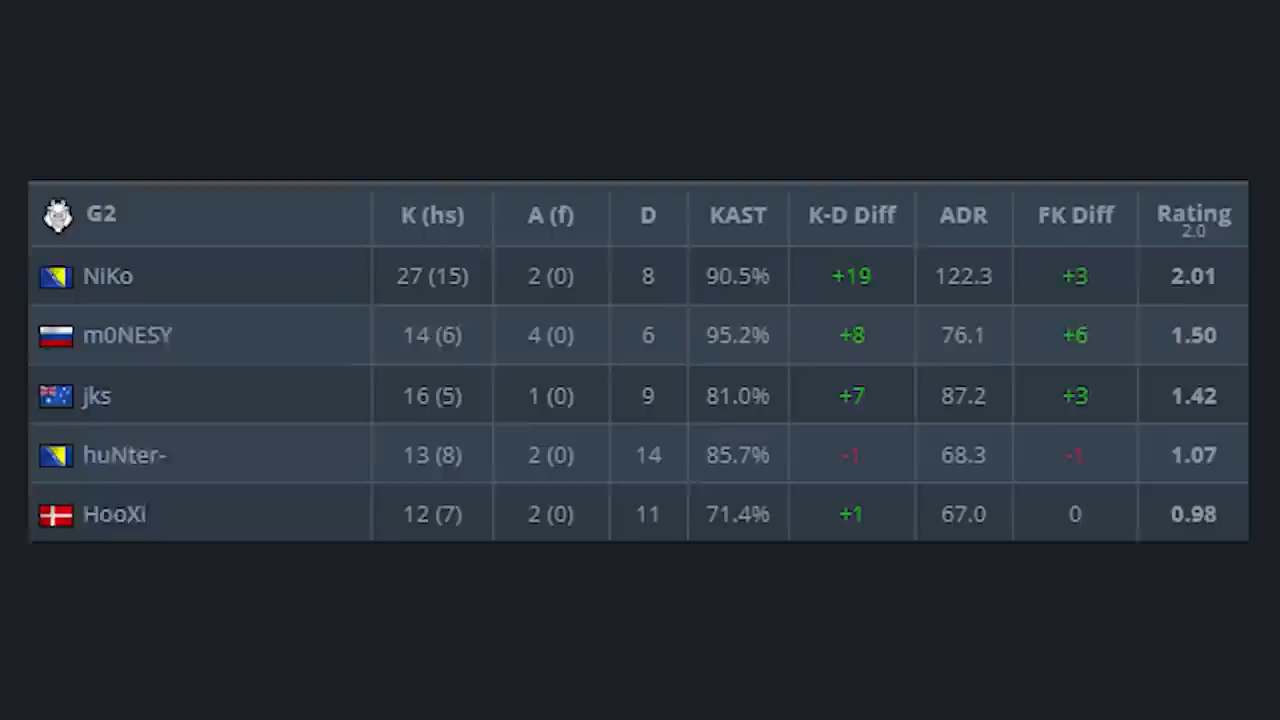 G2 K (hs) A (f) D KAST K-D Diff ADR FK Diff Rating 2.0
NiKo 27 (15) 2 (0) 8 90.5% +19 122.3 +3 2.01
m0NESY 14 (6) 4 (0) 6 95.2% +8 76.1 +6 1.50
jks 16 (5) 1 (0) 9 81.0% +7 87.2 +3 1.42
huNter- 13 (8) 2 (0) 14 85.7% -1 68.3 -1 1.07
HooXi 12 (7) 2 (0) 11 71.4% +1 67.0 0 0.98